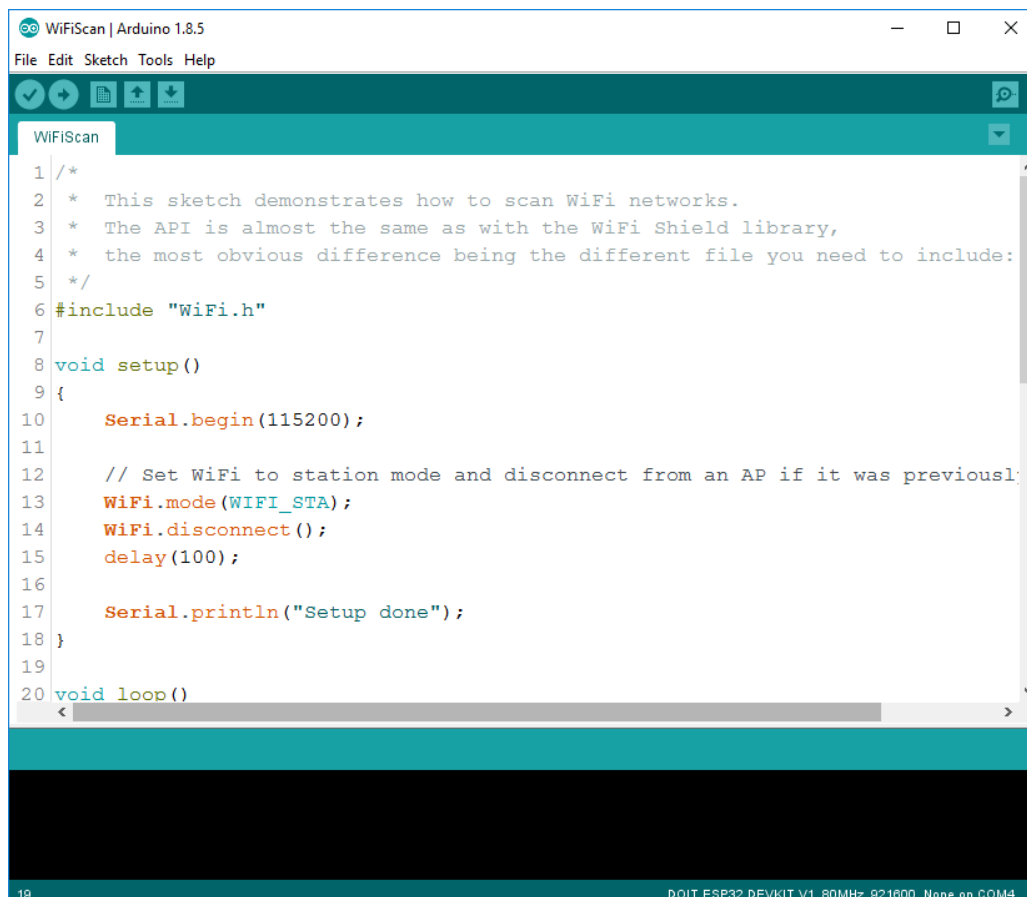 WiFiScan | Arduino 1.8.5
File Edit Sketch Tools Help
WiFiScan
1 /*
2  *  This sketch demonstrates how to scan WiFi networks.
3  *  The API is almost the same as with the WiFi Shield library,
4  *  the most obvious difference being the different file you need to include:
5  */
6 #include "WiFi.h"
7
8 void setup()
9 {
10     Serial.begin(115200);
11
12     // Set WiFi to station mode and disconnect from an AP if it was previousl
13     WiFi.mode(WIFI_STA);
14     WiFi.disconnect();
15     delay(100);
16
17     Serial.println("Setup done");
18 }
19
20 void loop()
19
DOIT ESP32 DEVKIT V1, 80MHz, 921600, None on COM4